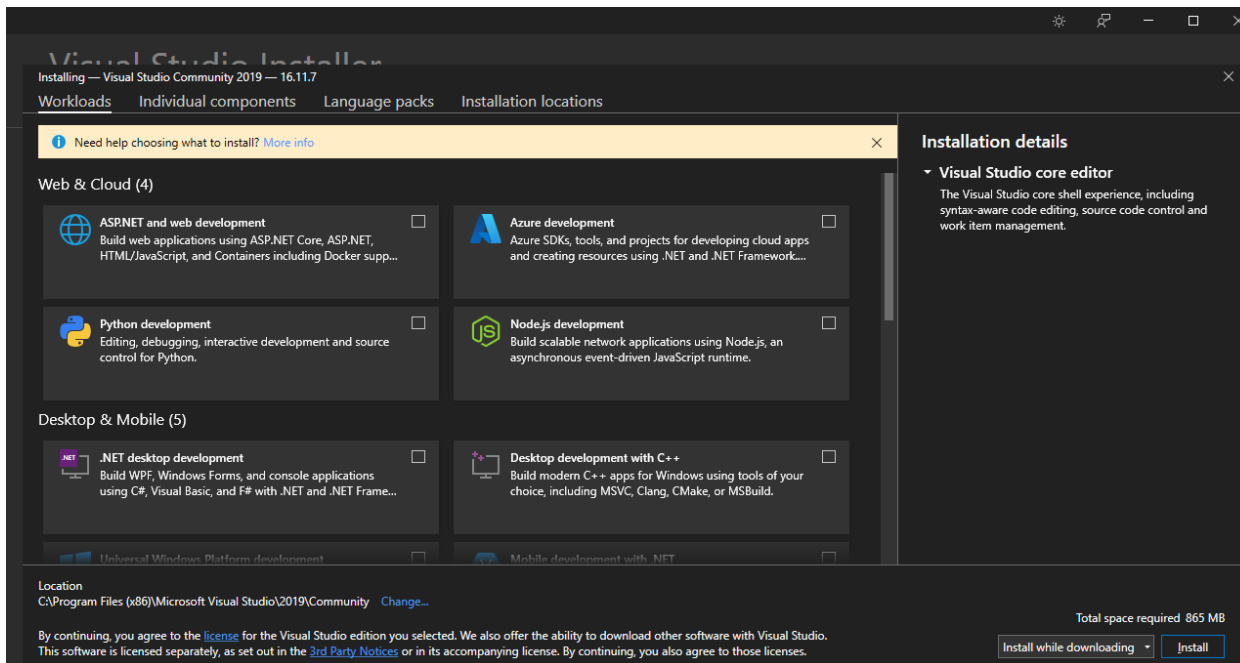 Visual Studio Installer
Installing — Visual Studio Community 2019 — 16.11.7
Workloads Individual components Language packs Installation locations
Need help choosing what to install? More info
Web & Cloud (4)
ASP.NET and web development
Build web applications using ASP.NET Core, ASP.NET,
HTML/JavaScript, and Containers including Docker supp...
Azure development
Azure SDKs, tools, and projects for developing cloud apps
and creating resources using .NET and .NET Framework....
Python development
Editing, debugging, interactive development and source
control for Python.
Node.js development
Build scalable network applications using Node.js, an
asynchronous event-driven JavaScript runtime.
Desktop & Mobile (5)
.NET desktop development
Build WPF, Windows Forms, and console applications
using C#, Visual Basic, and F# with .NET and .NET Frame...
Desktop development with C++
Build modern C++ apps for Windows using tools of your
choice, including MSVC, Clang, CMake, or MSBuild.
Universal Windows Platform development
Mobile development with .NET
Installation details
Visual Studio core editor
The Visual Studio core shell experience, including
syntax-aware code editing, source code control and
work item management.
Location
C:\Program Files (x86)\Microsoft Visual Studio\2019\Community Change...
By continuing, you agree to the license for the Visual Studio edition you selected. We also offer the ability to download other software with Visual Studio.
This software is licensed separately, as set out in the 3rd Party Notices or in its accompanying license. By continuing, you also agree to those licenses.
Total space required 865 MB
Install while downloading
Install